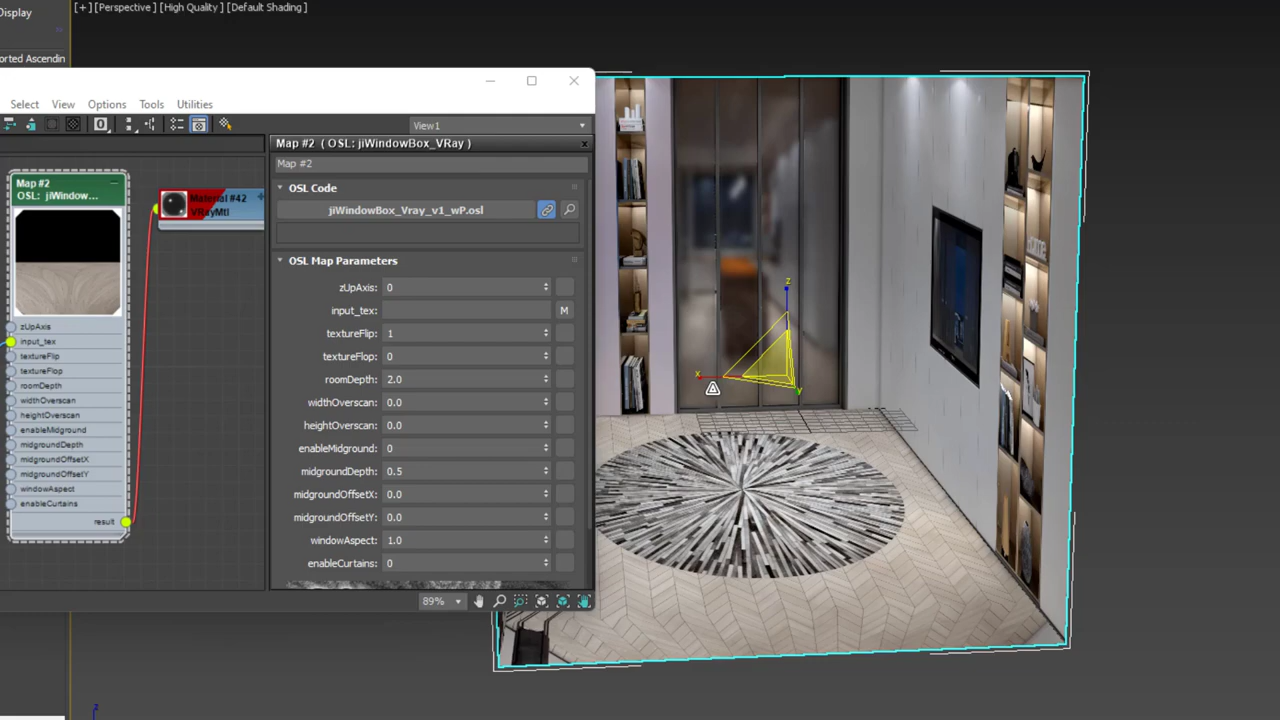 Display
[ + ] [Perspective ] [High Quality ] [Default Shading ]
orted Ascendin
Select View Options Tools Utilities
View1
Map #2 ( OSL: jiWindowBox_VRay )
Map #2
OSL Code
jiWindowBox_Vray_v1_wP.osl
OSL Map Parameters
zUpAxis: 0
input_tex: M
textureFlip: 1
textureFlop: 0
roomDepth: 2.0
widthOverscan: 0.0
heightOverscan: 0.0
enableMidground: 0
midgroundDepth: 0.5
midgroundOffsetX: 0.0
midgroundOffsetY: 0.0
windowAspect: 1.0
enableCurtains: 0
89%
Map #2
OSL: jiWindow...
zUpAxis
input_tex
textureFlip
textureFlop
roomDepth
widthOverscan
heightOverscan
enableMidground
midgroundDepth
midgroundOffsetX
midgroundOffsetY
windowAspect
enableCurtains
result
Material #42
VRayMtl
z
x
y
Home
z